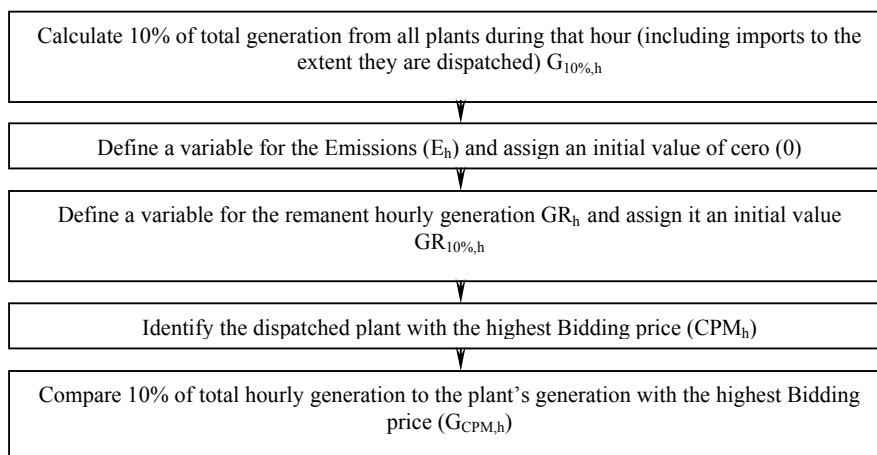 Calculate 10% of total generation from all plants during that hour (including imports to the
extent they are dispatched) G10%,h
Define a variable for the Emissions (Eh) and assign an initial value of cero (0)
Define a variable for the remanent hourly generation GRh and assign it an initial value
GR10%,h
Identify the dispatched plant with the highest Bidding price (CPMh)
Compare 10% of total hourly generation to the plant’s generation with the highest Bidding
price (GCPM,h)